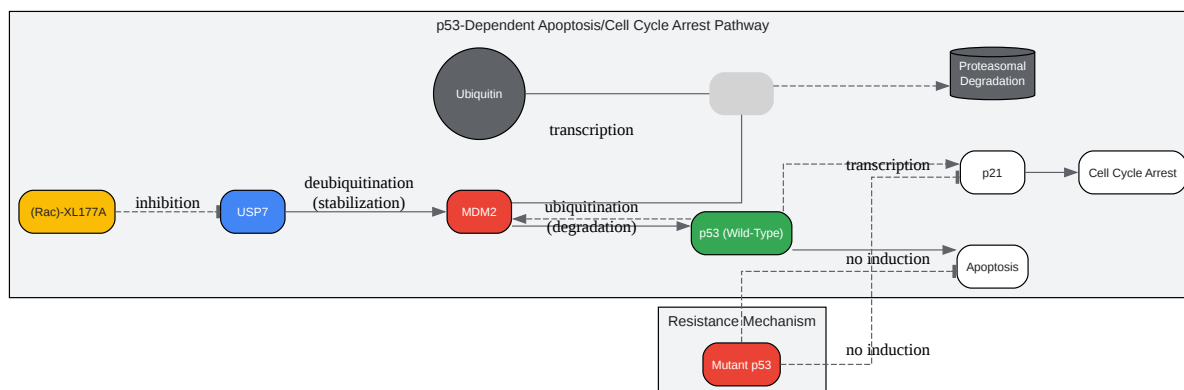 p53-Dependent Apoptosis/Cell Cycle Arrest Pathway
Ubiquitin
Proteasomal
Degradation
transcription
transcription
p21
Cell Cycle Arrest
(Rac)-XL177A
inhibition
USP7
deubiquitination
(stabilization)
MDM2
ubiquitination
(degradation)
p53 (Wild-Type)
no induction
Apoptosis
Resistance Mechanism
Mutant p53
no induction